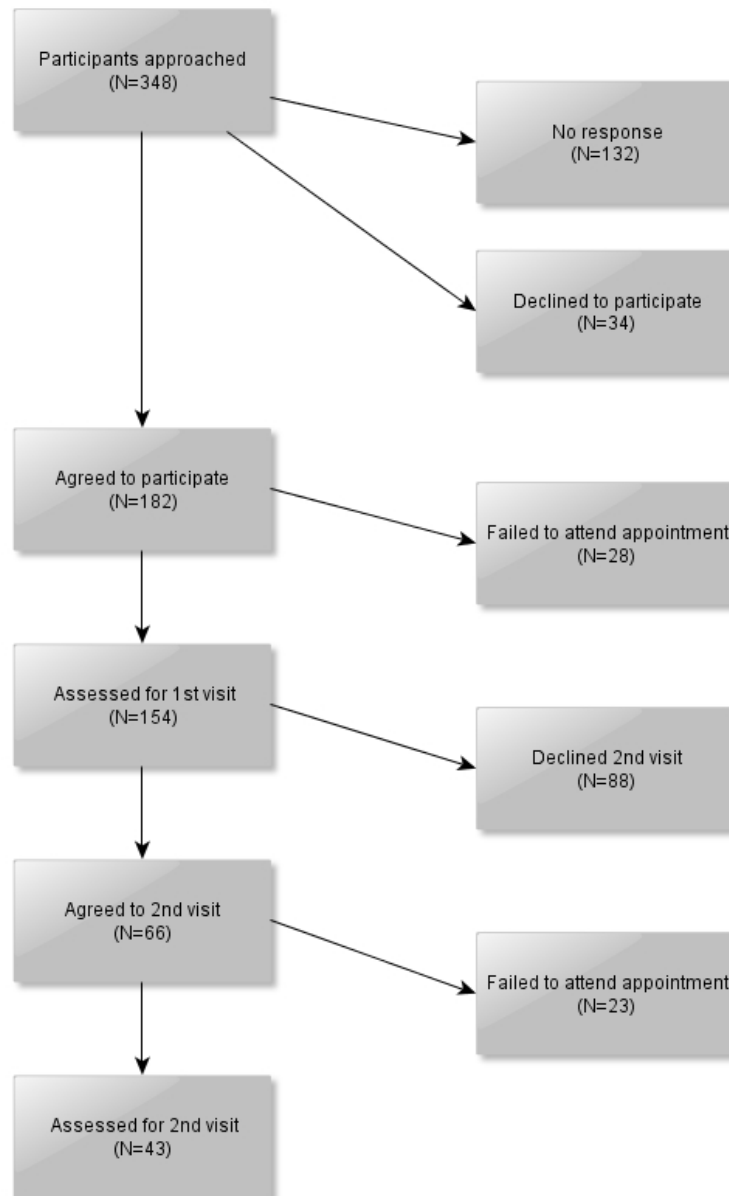 Participants approached
(N=348)
No response
(N=132)
Declined to participate
(N=34)
Agreed to participate
(N=182)
Failed to attend appointment
(N=28)
Assessed for 1st visit
(N=154)
Declined 2nd visit
(N=88)
Agreed to 2nd visit
(N=66)
Failed to attend appointment
(N=23)
Assessed for 2nd visit
(N=43)